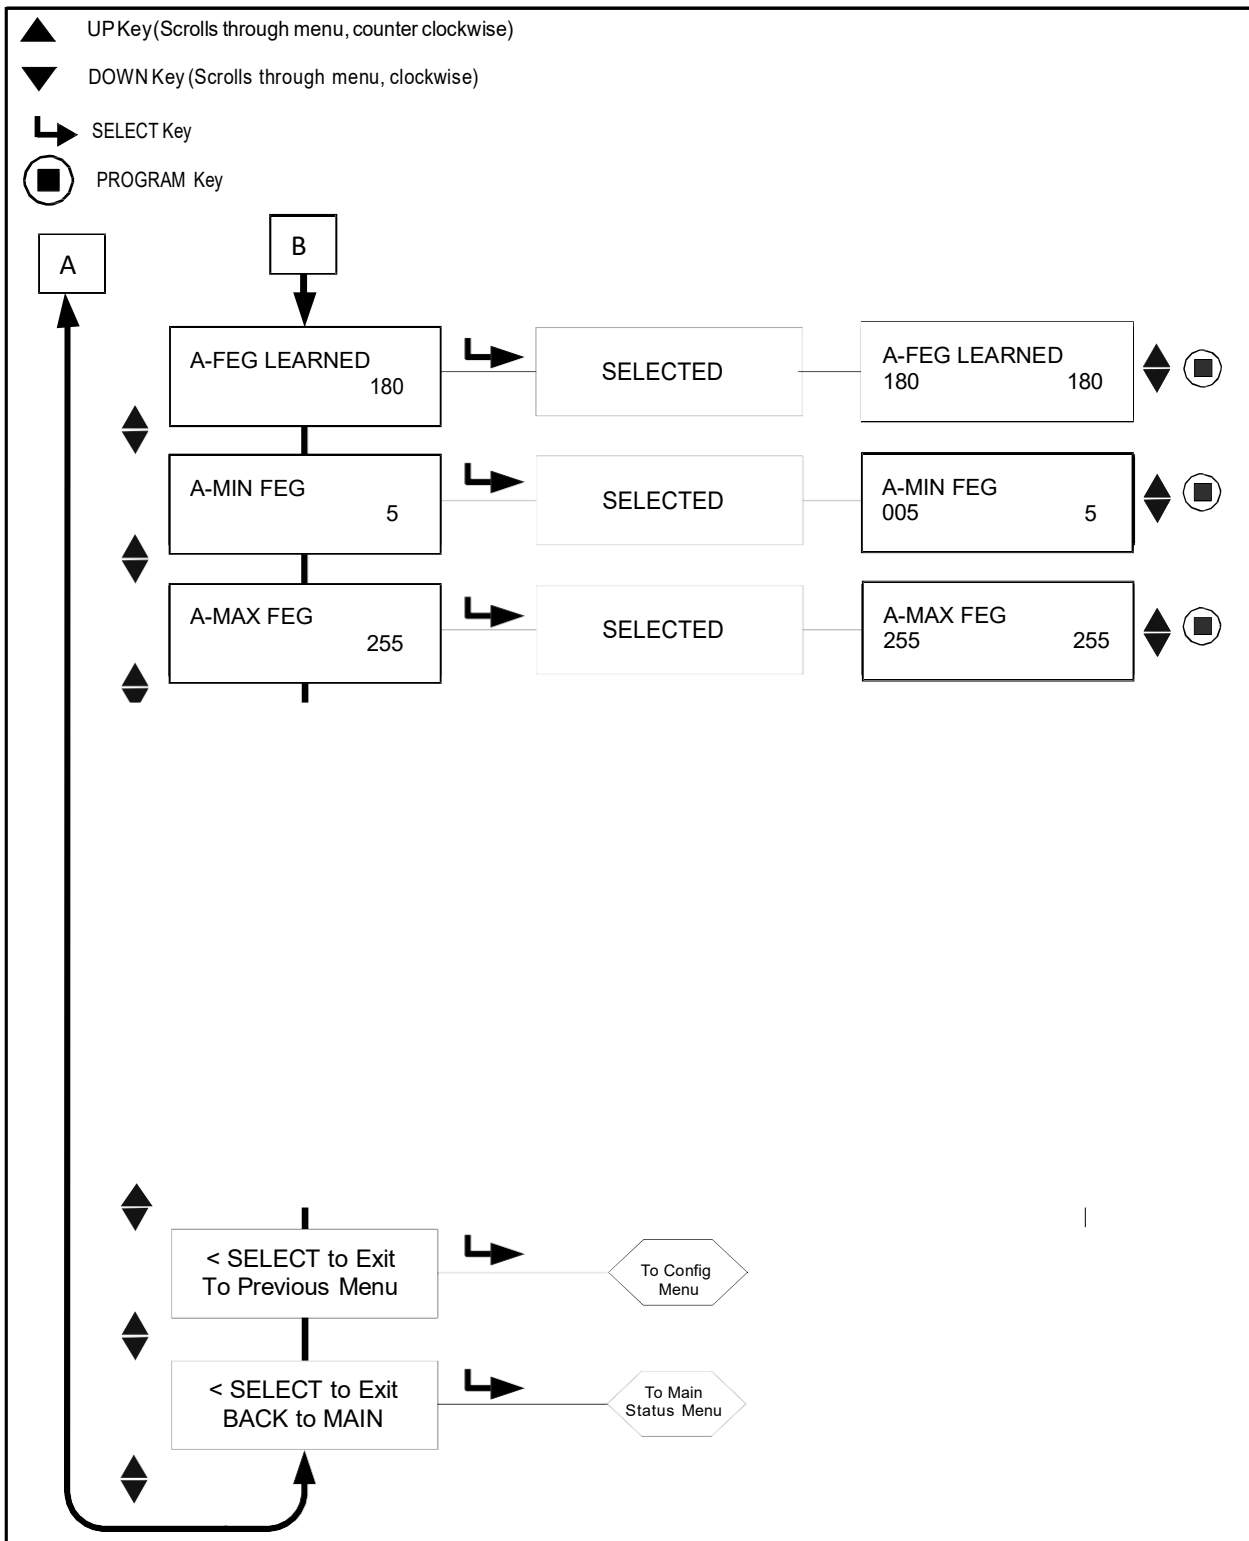 UP Key (Scrolls through menu, counter clockwise)
DOWN Key (Scrolls through menu, clockwise)
SELECT Key
PROGRAM Key
A
B
A-FEG LEARNED
180
SELECTED
A-FEG LEARNED
180 180
A-MIN FEG
5
SELECTED
A-MIN FEG
005 5
A-MAX FEG
255
SELECTED
A-MAX FEG
255 255
< SELECT to Exit
To Previous Menu
To Config
Menu
< SELECT to Exit
BACK to MAIN
To Main
Status Menu